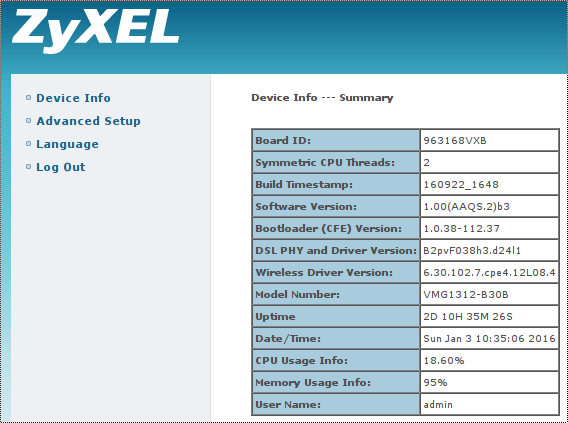 ZyXEL
Device Info
Advanced Setup
Language
Log Out
Device Info --- Summary
Board ID: 963168VXB
Symmetric CPU Threads: 2
Build Timestamp: 160922_1648
Software Version: 1.00(AAQS.2)b3
Bootloader (CFE) Version: 1.0.38-112.37
DSL PHY and Driver Version: B2pvF038h3.d24l1
Wireless Driver Version: 6.30.102.7.cpe4.12L08.4
Model Number: VMG1312-B30B
Uptime 2D 10H 35M 26S
Date/Time: Sun Jan 3 10:35:06 2016
CPU Usage Info: 18.60%
Memory Usage Info: 95%
User Name: admin